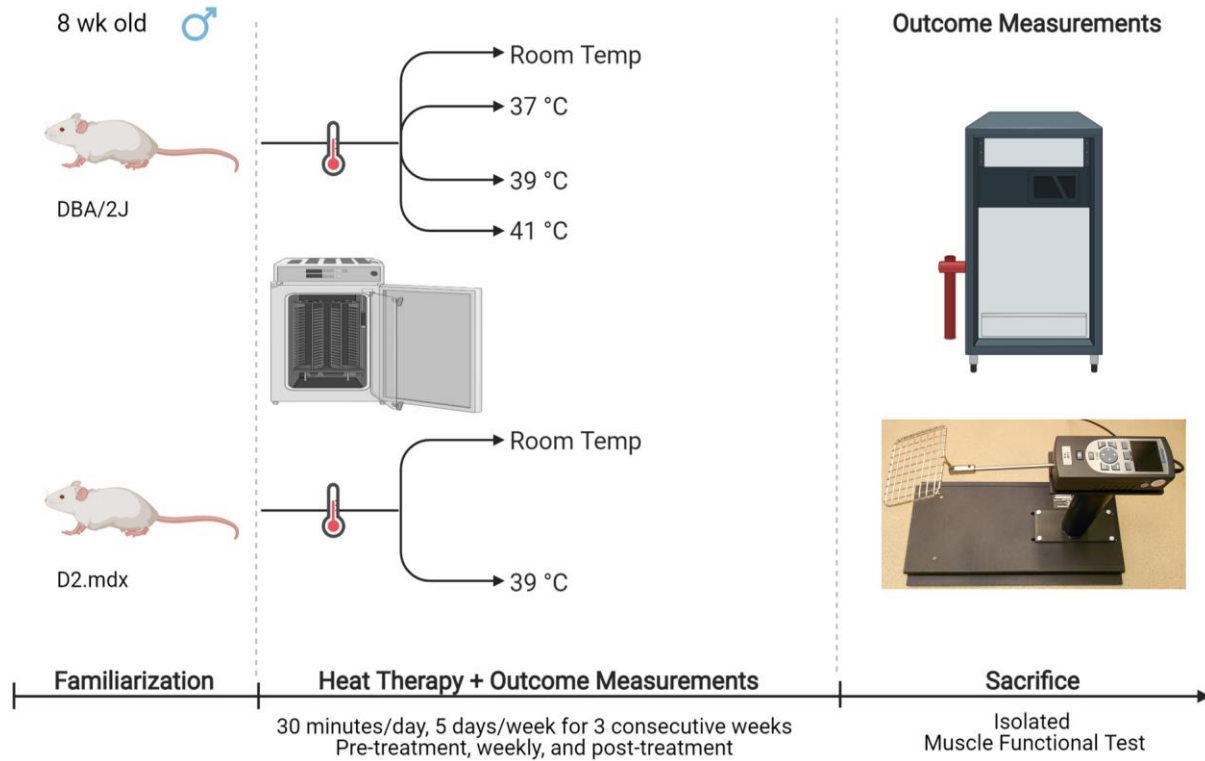 8 wk old
Outcome Measurements
Room Temp
37 °C
39 °C
41 °C
DBA/2J
Room Temp
39 °C
D2.mdx
Familiarization
Heat Therapy + Outcome Measurements
Sacrifice
30 minutes/day, 5 days/week for 3 consecutive weeks
Pre-treatment, weekly, and post-treatment
Isolated
Muscle Functional Test